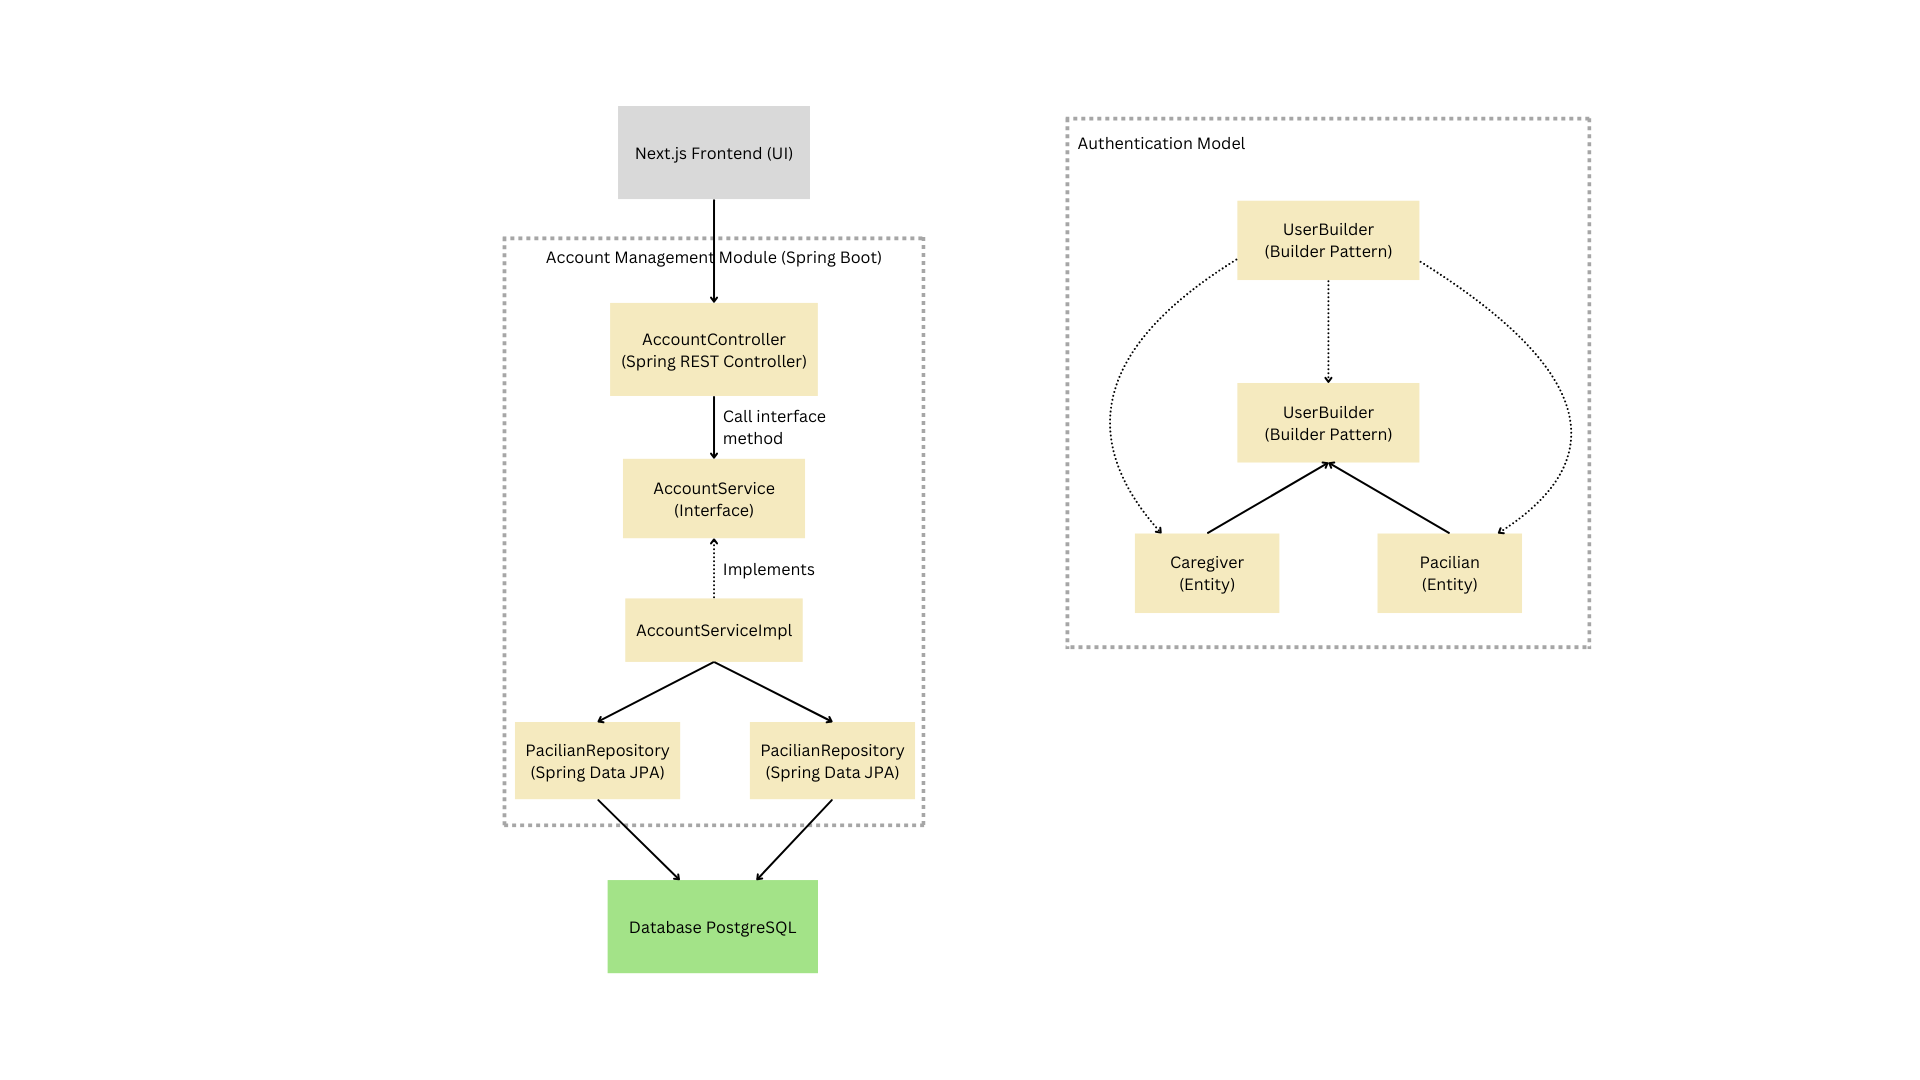 Next.js Frontend (UI)
Account Management Module (Spring Boot)
AccountController
(Spring REST Controller)
Call interface
method
AccountService
(Interface)
Implements
AccountServiceImpl
PacilianRepository
(Spring Data JPA)
PacilianRepository
(Spring Data JPA)
Database PostgreSQL
Authentication Model
UserBuilder
(Builder Pattern)
UserBuilder
(Builder Pattern)
Caregiver
(Entity)
Pacilian
(Entity)